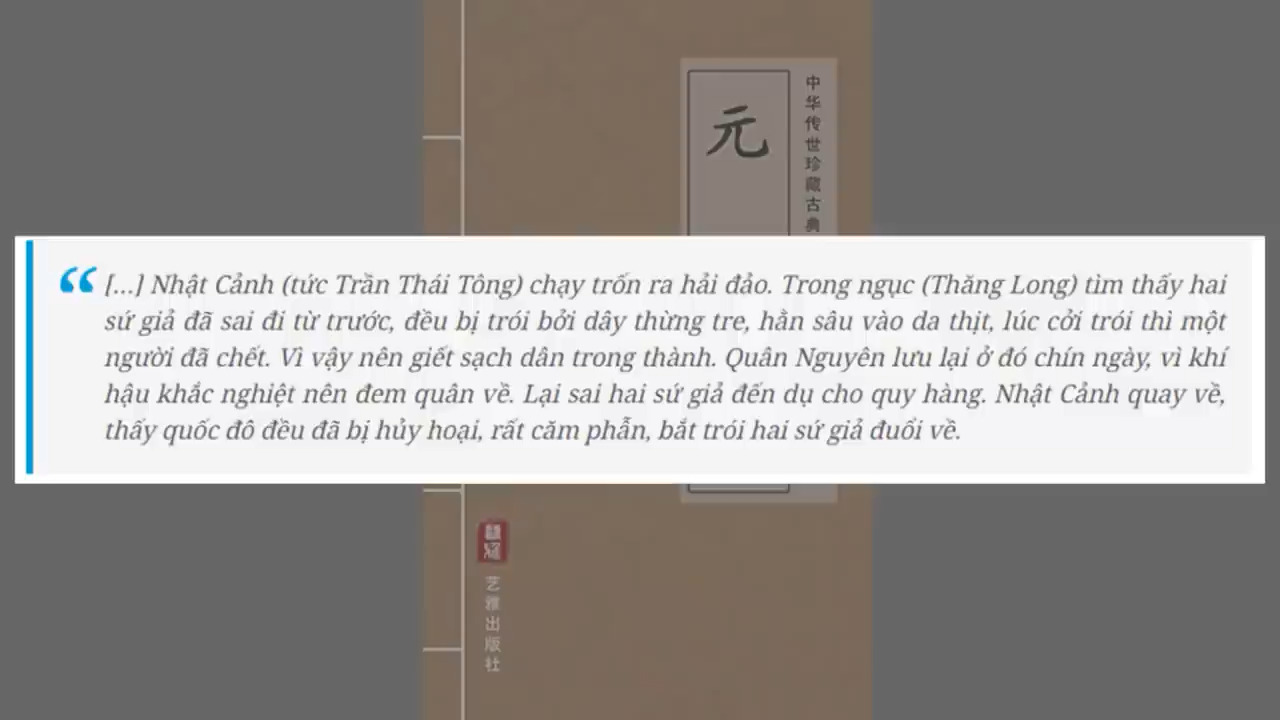 元
中华传世珍藏古典
“[...] Nhật Cảnh (tức Trần Thái Tông) chạy trốn ra hải đảo. Trong ngục (Thăng Long) tìm thấy hai
sứ giả đã sai đi từ trước, đều bị trói bởi dây thừng tre, hằn sâu vào da thịt, lúc cởi trói thì một
người đã chết. Vì vậy nên giết sạch dân trong thành. Quân Nguyên lưu lại ở đó chín ngày, vì khí
hậu khắc nghiệt nên đem quân về. Lại sai hai sứ giả đến dụ cho quy hàng. Nhật Cảnh quay về,
thấy quốc đô đều đã bị hủy hoại, rất căm phẫn, bắt trói hai sứ giả đuổi về.
艺雅出版社